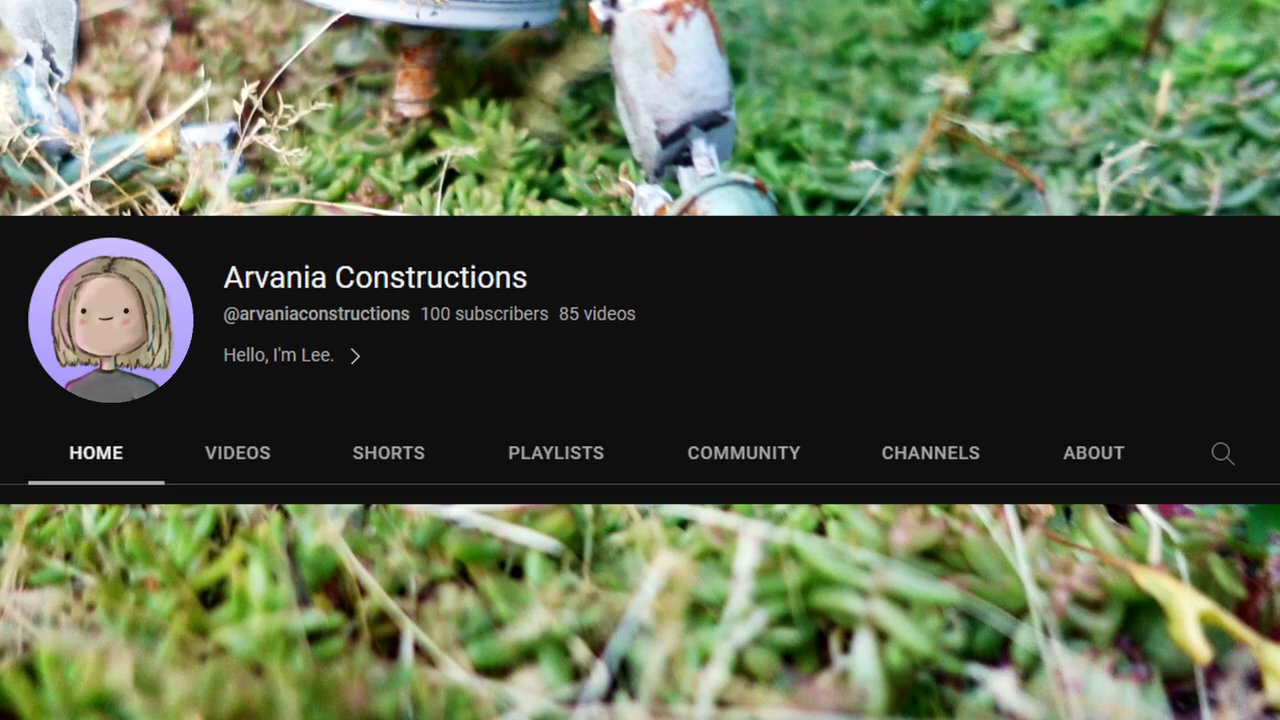 Arvania Constructions
@arvaniaconstructions 100 subscribers 85 videos
Hello, I'm Lee.
HOME VIDEOS SHORTS PLAYLISTS COMMUNITY CHANNELS ABOUT